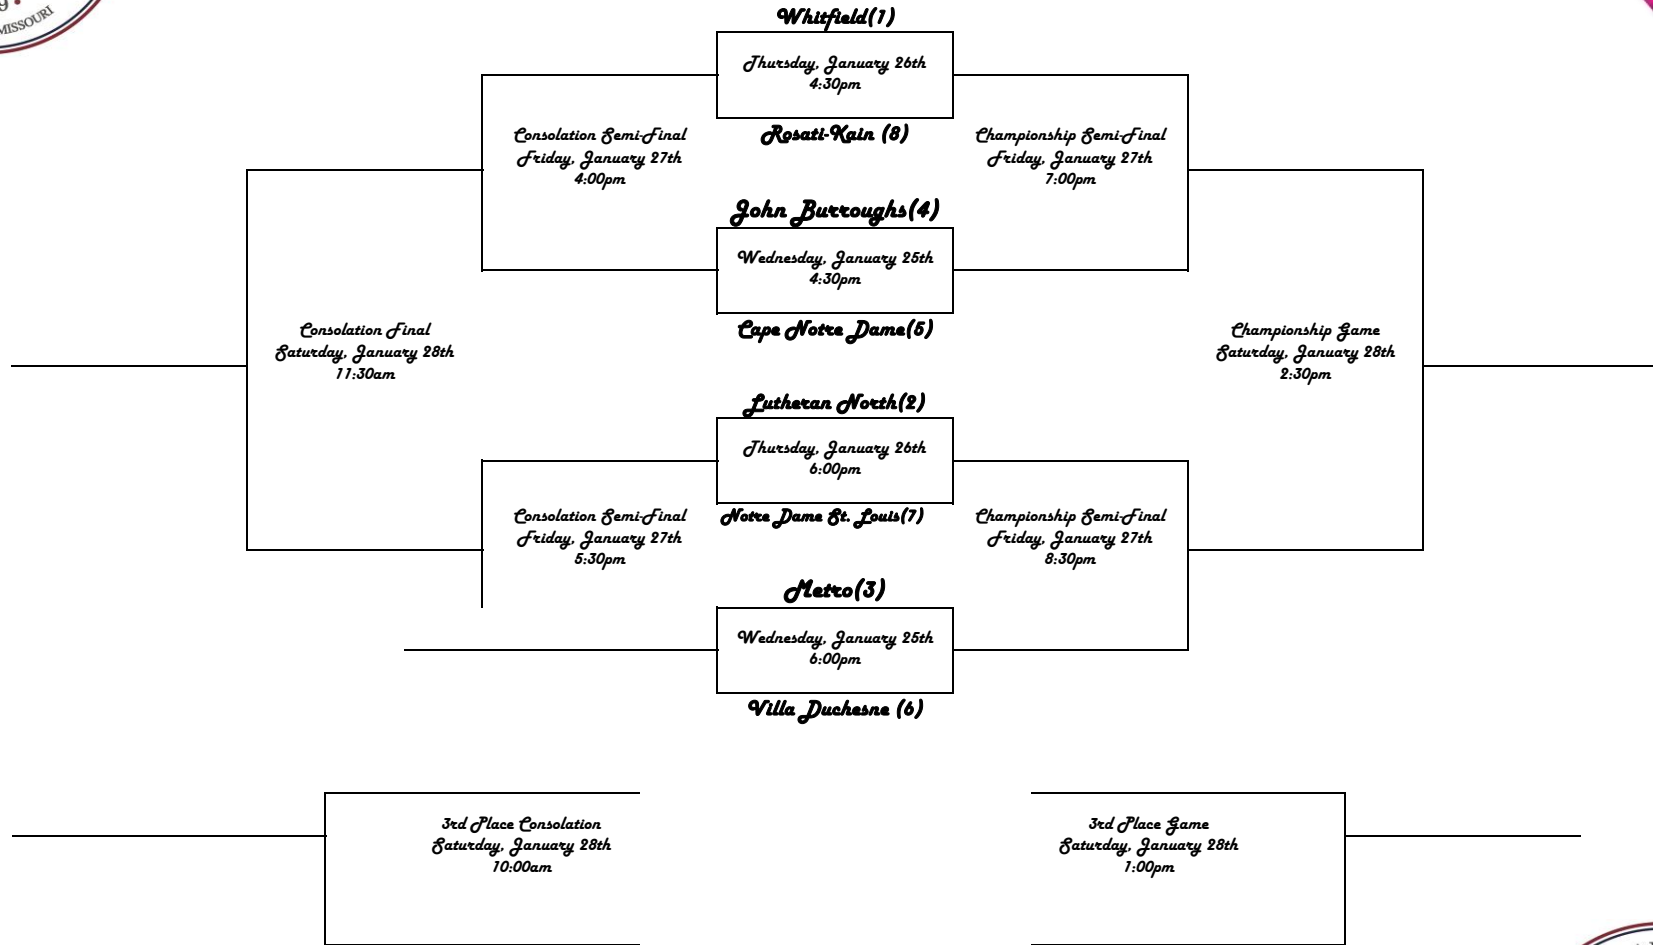 MISSOURI
Whitfield(1)
Thursday, January 26th
4:30pm
Rosati-Kain (8)
Consolation Semi-Final
Friday, January 27th
4:00pm
Championship Semi-Final
Friday, January 27th
7:00pm
John Burroughs(4)
Wednesday, January 25th
4:30pm
Cape Notre Dame(5)
Consolation Final
Saturday, January 28th
11:30am
Championship Game
Saturday, January 28th
2:30pm
Lutheran North(2)
Thursday, January 26th
6:00pm
Notre Dame St. Louis(7)
Consolation Semi-Final
Friday, January 27th
5:30pm
Championship Semi-Final
Friday, January 27th
8:30pm
Metro(3)
Wednesday, January 25th
6:00pm
Villa Duchesne (6)
3rd Place Consolation
Saturday, January 28th
10:00am
3rd Place Game
Saturday, January 28th
1:00pm